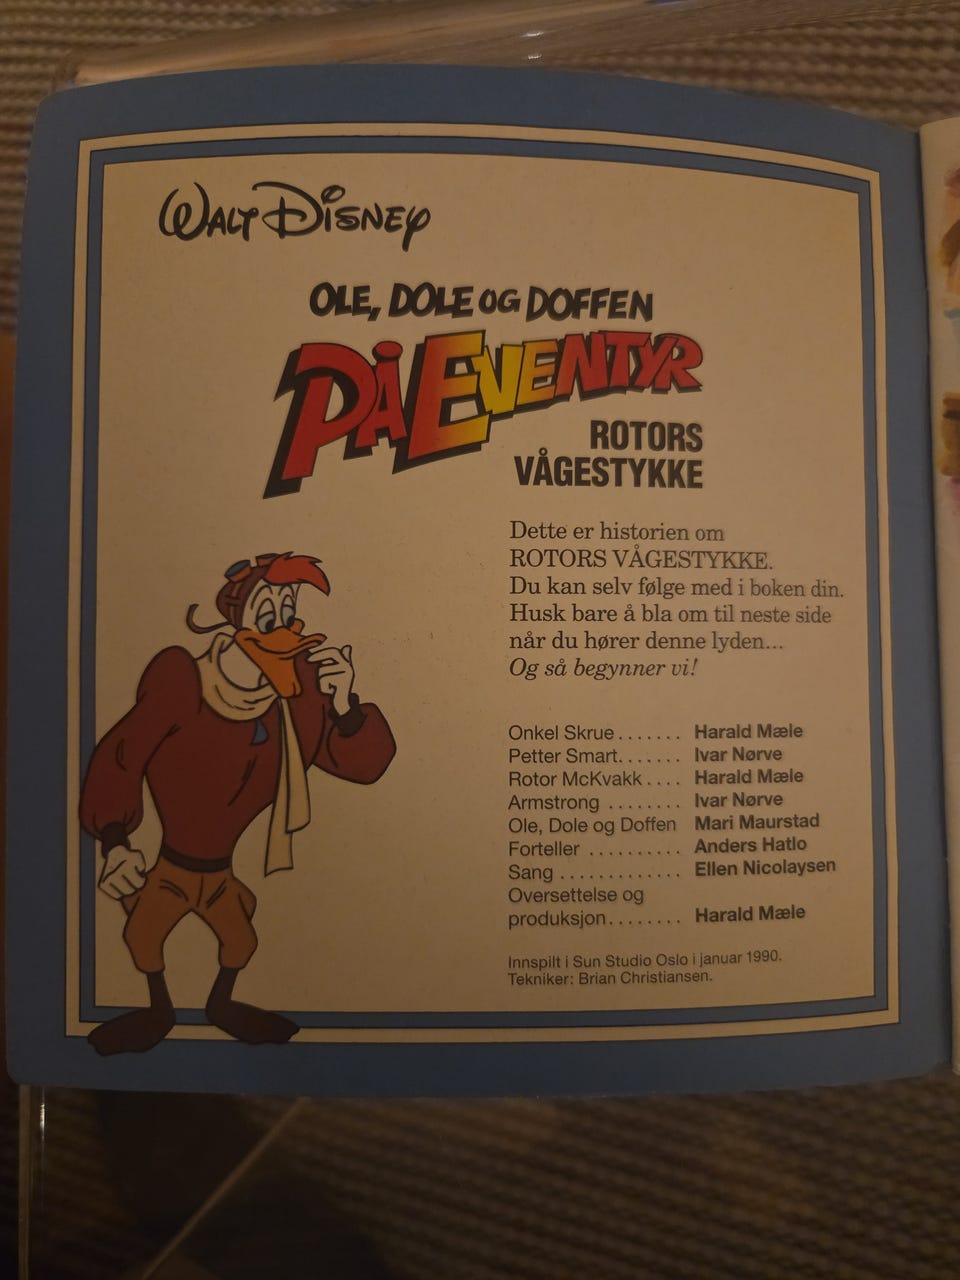 Walt Disney
OLE, DOLE OG DOFFEN
PÅ EVENTYR
ROTORS
VÅGESTYKKE
Dette er historien om
ROTORS VÅGESTYKKE.
Du kan selv følge med i boken din.
Husk bare å bla om til neste side
når du hører denne lyden...
Og så begynner vi!
Onkel Skrue....... Harald Mæle
Petter Smart....... Ivar Nørve
Rotor McKvakk.... Harald Mæle
Armstrong ........ Ivar Nørve
Ole, Dole og Doffen Mari Maurstad
Forteller .......... Anders Hatlo
Sang ............. Ellen Nicolaysen
Oversettelse og
produksjon........ Harald Mæle
Innspilt i Sun Studio Oslo i januar 1990.
Tekniker: Brian Christiansen.